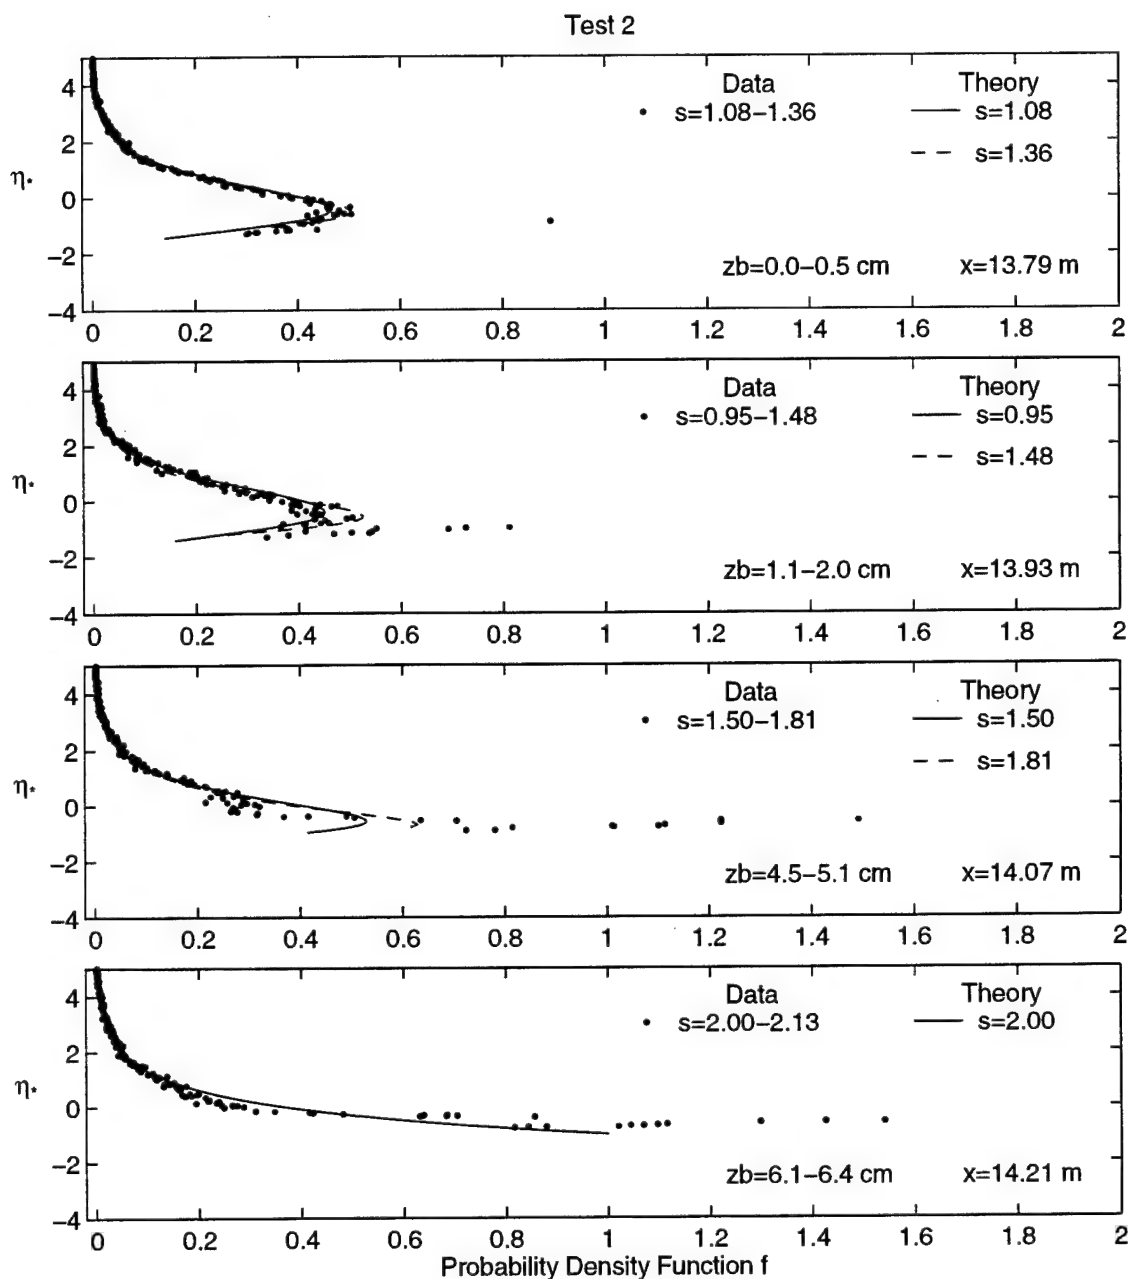 Test 2
Data Theory
s=1.08–1.36 s=1.08
s=1.36
4
2
η*
0
−2
zb=0.0–0.5 cm x=13.79 m
−4
0 0.2 0.4 0.6 0.8 1 1.2 1.4 1.6 1.8 2
Data Theory
s=0.95–1.48 s=0.95
s=1.48
4
2
η*
0
−2
zb=1.1–2.0 cm x=13.93 m
−4
0 0.2 0.4 0.6 0.8 1 1.2 1.4 1.6 1.8 2
Data Theory
s=1.50–1.81 s=1.50
s=1.81
4
2
η*
0
−2
zb=4.5–5.1 cm x=14.07 m
−4
0 0.2 0.4 0.6 0.8 1 1.2 1.4 1.6 1.8 2
Data Theory
s=2.00–2.13 s=2.00
4
2
η*
0
−2
zb=6.1–6.4 cm x=14.21 m
−4
0 0.2 0.4 0.6 0.8 1 1.2 1.4 1.6 1.8 2
Probability Density Function f